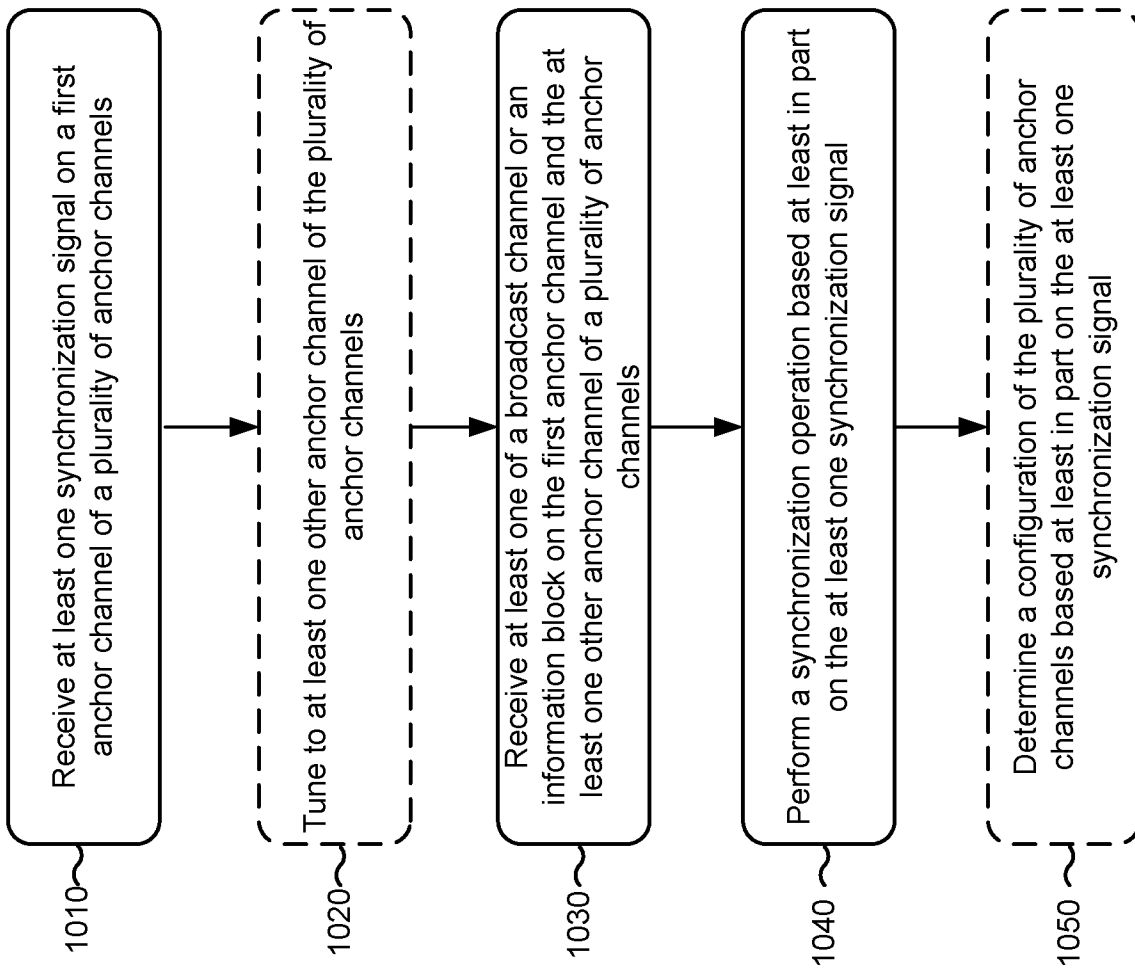 1010
Receive at least one synchronization signal on a first
anchor channel of a plurality of anchor channels
1020
Tune to at least one other anchor channel of the plurality of
anchor channels
1030
Receive at least one of a broadcast channel or an
information block on the first anchor channel and the at
least one other anchor channel of a plurality of anchor
channels
1040
Perform a synchronization operation based at least in part
on the at least one synchronization signal
1050
Determine a configuration of the plurality of anchor
channels based at least in part on the at least one
synchronization signal